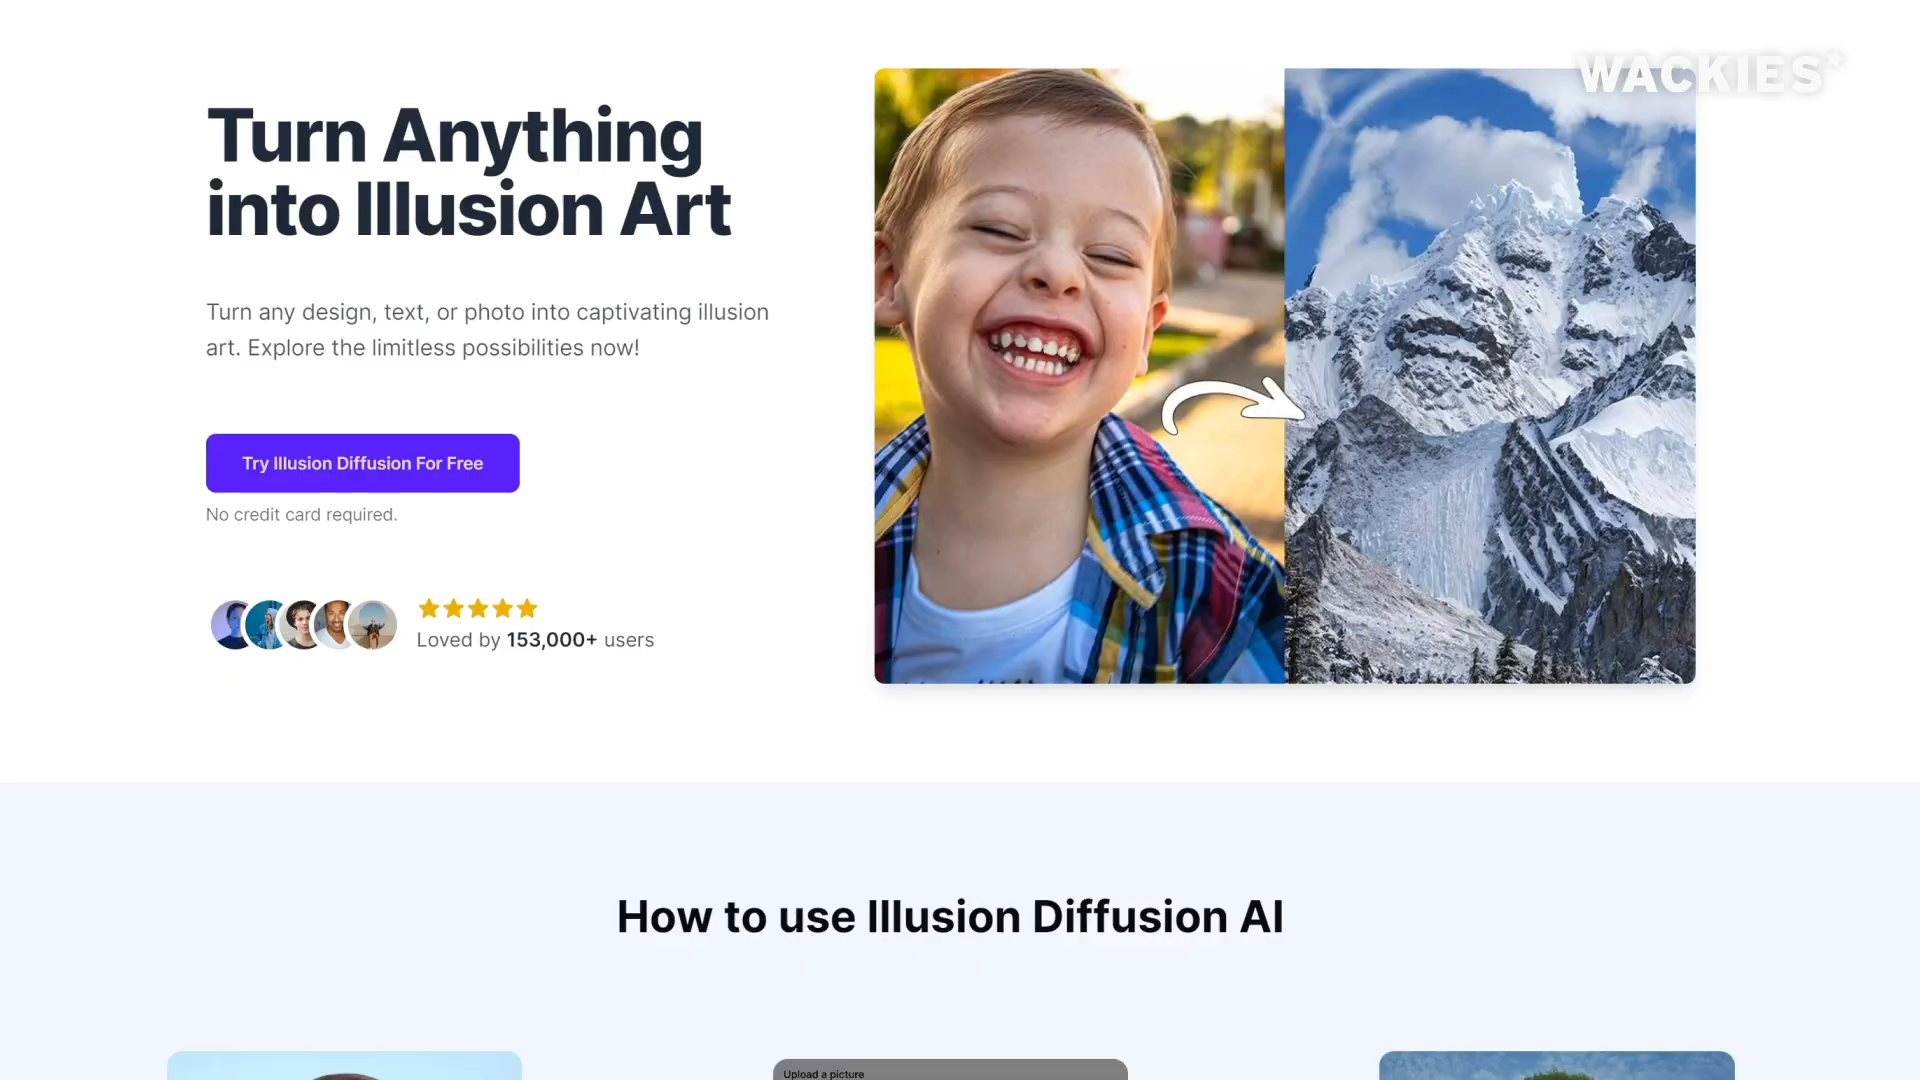 WACKIES*
Turn Anything
into Illusion Art
Turn any design, text, or photo into captivating illusion
art. Explore the limitless possibilities now!
Try Illusion Diffusion For Free
No credit card required.
Loved by 153,000+ users
How to use Illusion Diffusion AI
Upload a picture